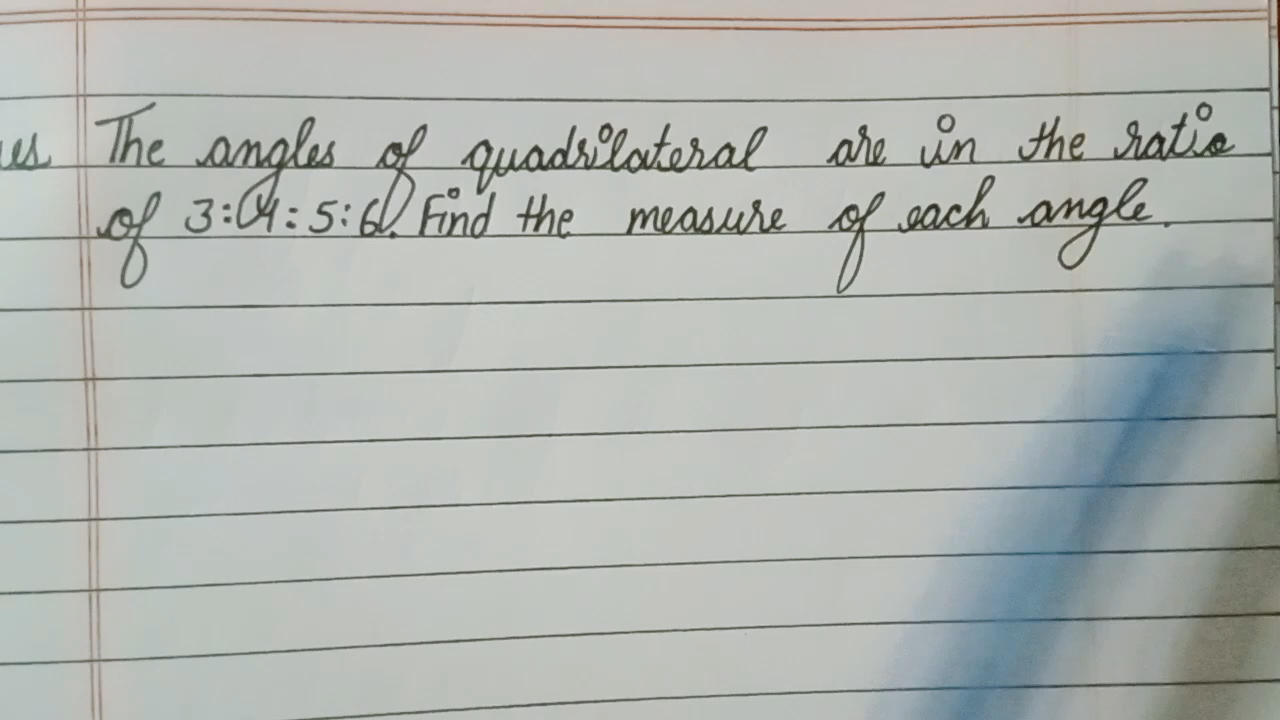 es The angles of quadrilateral are in the ratio
of 3:4:5:6. Find the measure of each angle.